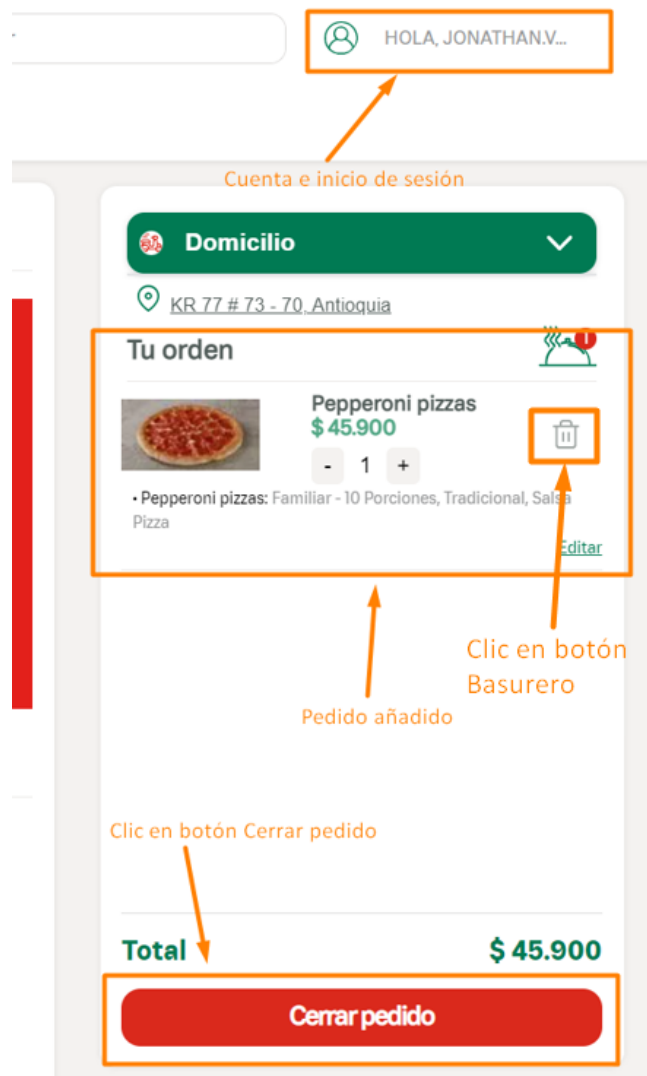 HOLA, JONATHAN.V...
Cuenta e inicio de sesión
Domicilio
KR 77 # 73 - 70, Antioquia
Tu orden
1
Pepperoni pizzas
$ 45.900
- 1 +
• Pepperoni pizzas: Familiar - 10 Porciones, Tradicional, Salsa
Pizza
Editar
Clic en botón
Basurero
Pedido añadido
Clic en botón Cerrar pedido
Total $ 45.900
Cerrar pedido